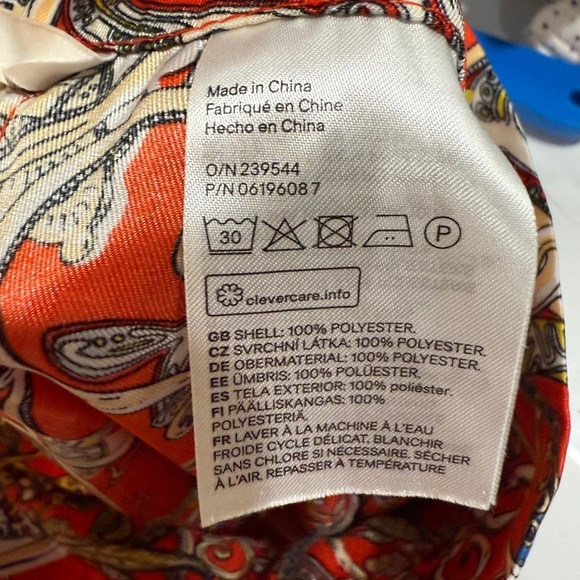 Made in China
Fabriqué en Chine
Hecho en China
O/N 239544
P/N 06196087
30 P
clevercare.info
GB SHELL: 100% POLYESTER.
CZ SVRCHNÍ LÁTKA: 100% POLYESTER.
DE OBERMATERIAL: 100% POLYESTER.
EE ÜMBRIS: 100% POLÜESTER.
ES TELA EXTERIOR: 100% poliéster.
FI PÄÄLLISKANGAS: 100%
POLYESTERIÄ.
FR LAVER À LA MACHINE À L'EAU
FROIDE CYCLE DÉLICAT. BLANCHIR
SANS CHLORE SI NÉCESSAIRE. SÉCHER
À L'AIR. REPASSER À TEMPÉRATURE